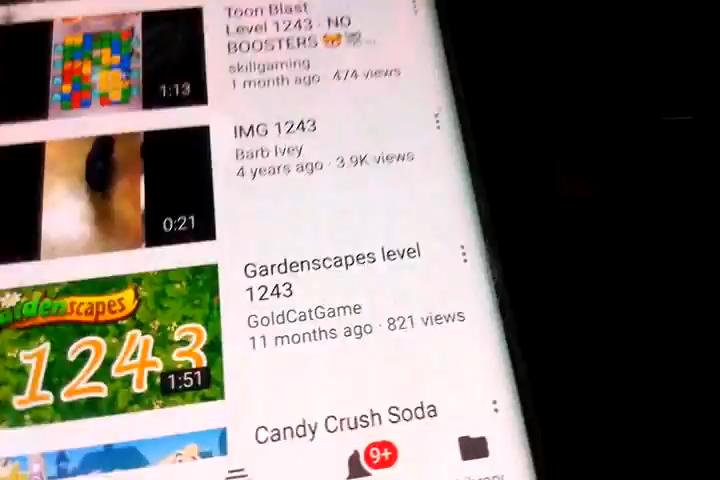 Toon Blast
Level 1243 · NO
BOOSTERS
skillgaming
1 month ago · 474 views
1:13
IMG 1243
Barb Ivey
4 years ago · 3.9K views
0:21
Gardenscapes level
1243
GoldCatGame
11 months ago · 821 views
denscapes
1243
1:51
Candy Crush Soda
9+